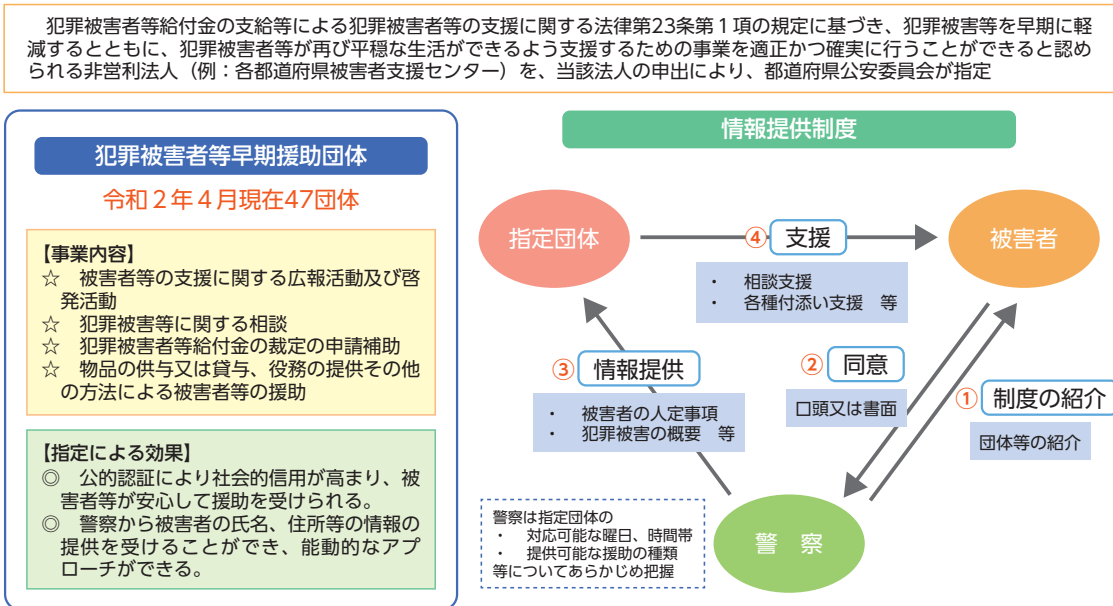 犯罪被害者等給付金の支給等による犯罪被害者等の支援に関する法律第23条第１項の規定に基づき、犯罪被害等を早期に軽
減するとともに、犯罪被害者等が再び平穏な生活ができるよう支援するための事業を適正かつ確実に行うことができると認め
られる非営利法人（例：各都道府県被害者支援センター）を、当該法人の申出により、都道府県公安委員会が指定
犯罪被害者等早期援助団体
令和２年４月現在47団体
【事業内容】
☆　被害者等の支援に関する広報活動及び啓
発活動
☆　犯罪被害等に関する相談
☆　犯罪被害者等給付金の裁定の申請補助
☆　物品の供与又は貸与、役務の提供その他
の方法による被害者等の援助
【指定による効果】
◎　公的認証により社会的信用が高まり、被
害者等が安心して援助を受けられる。
◎　警察から被害者の氏名、住所等の情報の
提供を受けることができ、能動的なアプ
ローチができる。
情報提供制度
指定団体
④ 支援
被害者
・　相談支援
・　各種付添い支援　等
③ 情報提供
・　被害者の人定事項
・　犯罪被害の概要　等
② 同意
口頭又は書面
① 制度の紹介
団体等の紹介
警察は指定団体の
・　対応可能な曜日、時間帯
・　提供可能な援助の種類
等についてあらかじめ把握
警　察